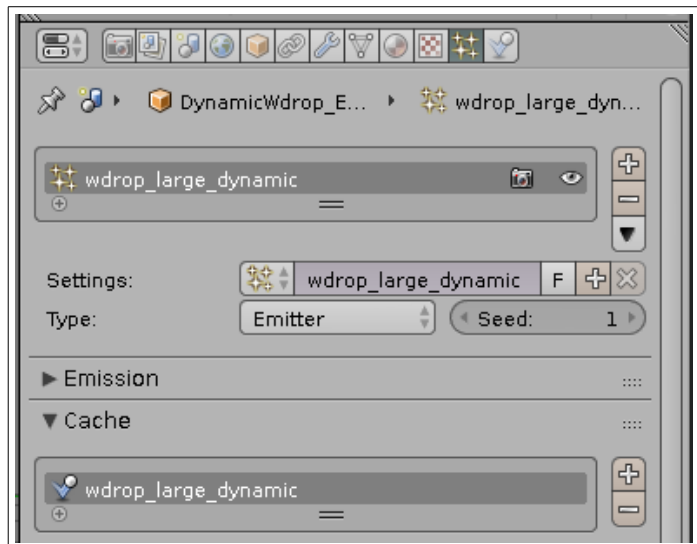 DynamicWdrop_E... wdrop_large_dyn...
wdrop_large_dynamic
Settings: wdrop_large_dynamic F
Type: Emitter Seed: 1
Emission
Cache
wdrop_large_dynamic